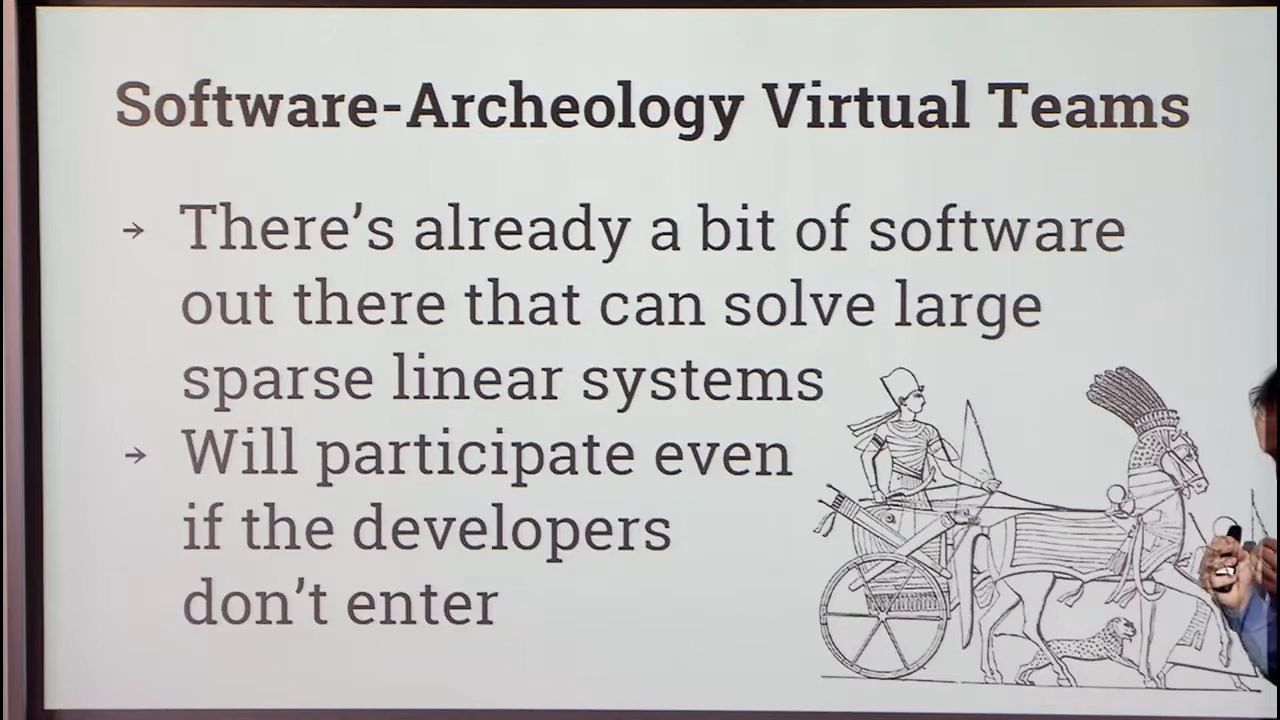 Software-Archeology Virtual Teams
→ There’s already a bit of software
out there that can solve large
sparse linear systems
→ Will participate even
if the developers
don’t enter